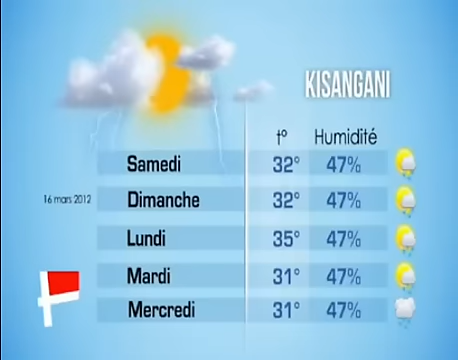 KISANGANI
t° Humidité
Samedi 32° 47%
16 mars 2012
Dimanche 32° 47%
Lundi 35° 47%
Mardi 31° 47%
Mercredi 31° 47%